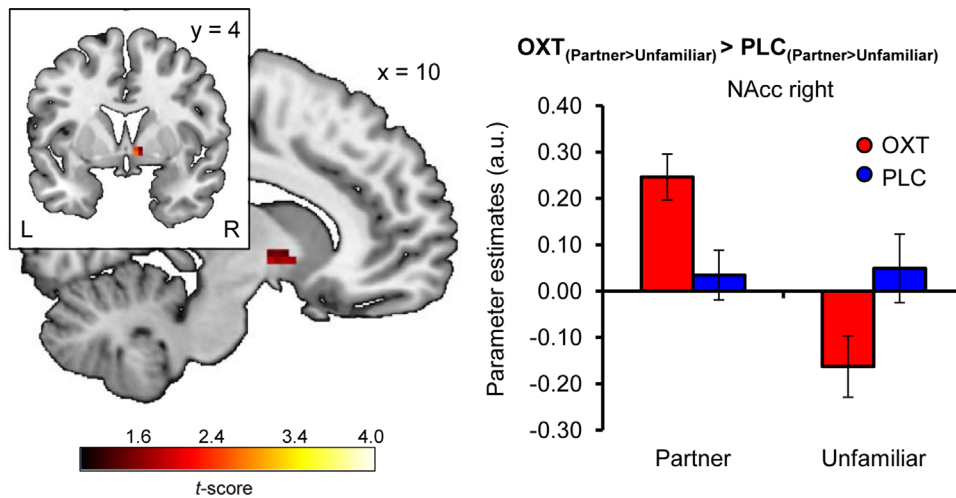 y = 4
x = 10
L R
1.6 2.4 3.4 4.0
t-score
OXT(Partner>Unfamiliar) > PLC(Partner>Unfamiliar)
NAcc right
Parameter estimates (a.u.)
0.40
0.30
0.20
0.10
0.00
-0.10
-0.20
-0.30
OXT
PLC
Partner Unfamiliar